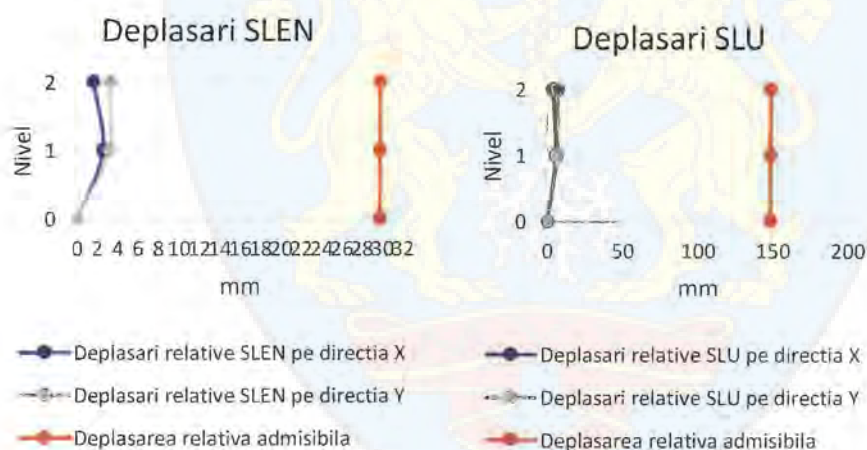 Deplasari SLEN
2
1
0
Nivel
0 2 4 6 8 10 12 14 16 18 20 22 24 26 28 30 32
mm
Deplasari relative SLEN pe directia X
Deplasari relative SLEN pe directia Y
Deplasarea relativa admisibila
Deplasari SLU
2
1
0
Nivel
0 50 100 150 200
mm
Deplasari relative SLU pe directia X
Deplasari relative SLU pe directia Y
Deplasarea relativa admisibila